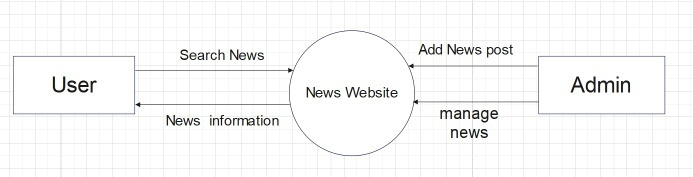 Search News
Add News post
User
News Website
Admin
News information
manage
news